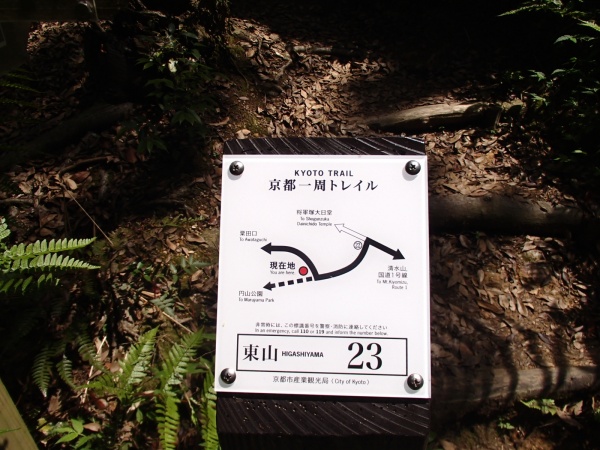 KYOTO TRAIL
京都一周トレイル
将軍塚大日堂
To Shogunzuka
Dainichido Temple
粟田口
To Awataguchi
現在地
You are here
清水山、
国道1号線
To Mt.Kiyomizu,
Route 1
円山公園
To Maruyama Park
非常時には、この標識番号を警察・消防に連絡してください
In an emergency, call 110 or 119 and inform the number below.
東山 HIGASHIYAMA 23
京都市産業観光局 (City of Kyoto)